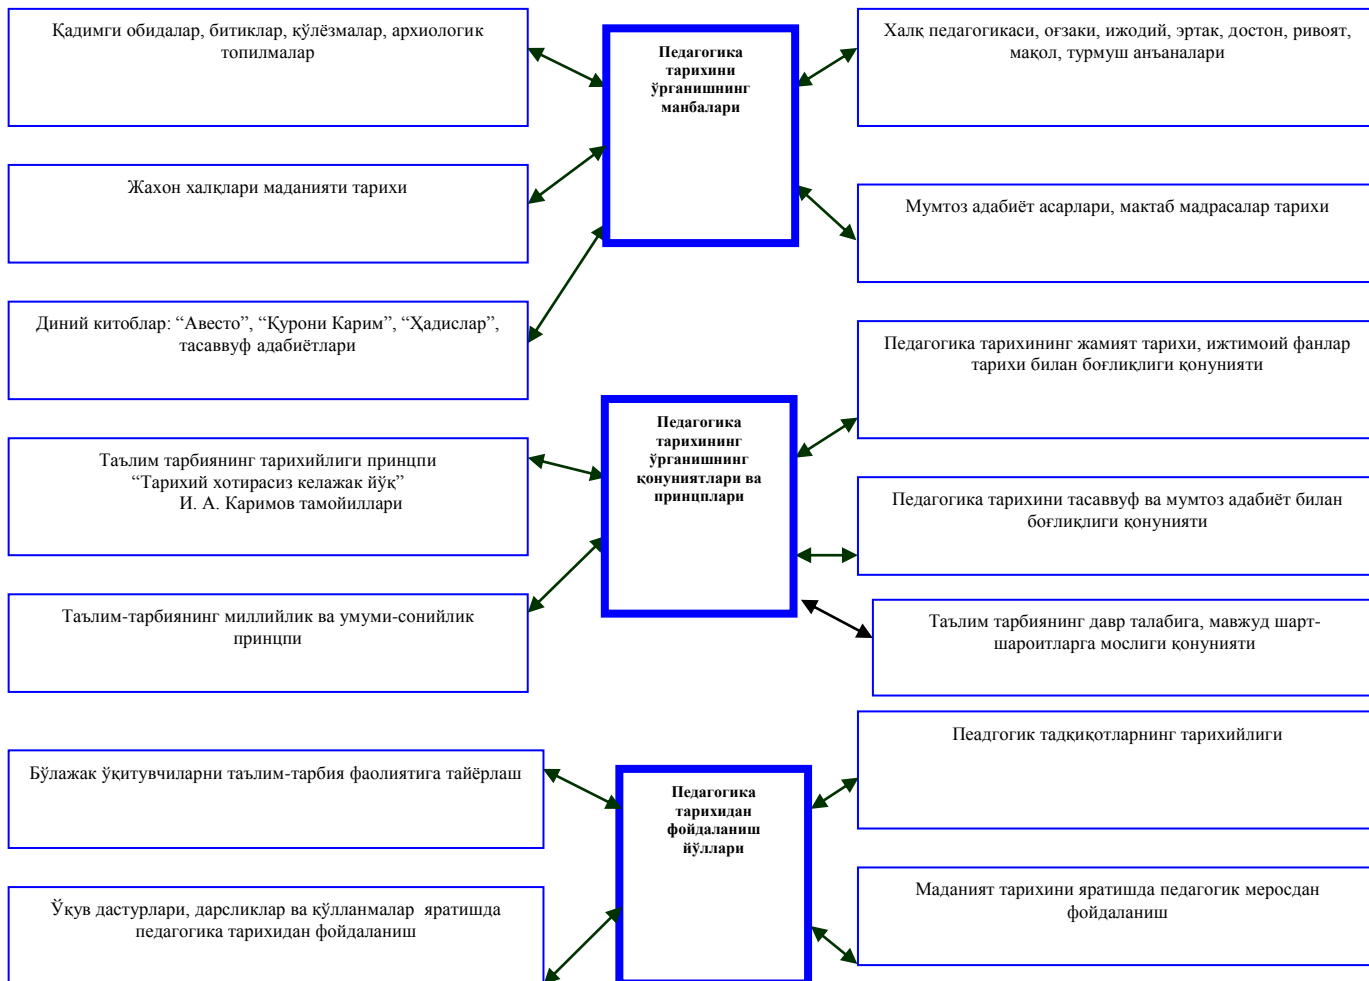 Қадимги обидалар, битиклар, қўлёзмалар, архиологик
топилмалар
Педагогика
тарихини
ўрганишнинг
манбалари
Халқ педагогикаси, оғзаки, ижодий, эртак, достон, ривоят,
мақол, турмуш анъаналари
Жахон халқлари маданияти тарихи
Мумтоз адабиёт асарлари, мактаб мадрасалар тарихи
Диний китоблар: “Авесто”, “Қурони Карим”, “Ҳадислар”,
тасаввуф адабиётлари
Педагогика тарихининг жамият тарихи, ижтимоий фанлар
тарихи билан боғлиқлиги қонунияти
Педагогика
тарихининг
ўрганишнинг
қонуниятлари ва
принцплари
Таълим тарбиянинг тарихийлиги принцпи
“Тарихий хотирасиз келажак йўқ”
И. А. Каримов тамойиллари
Педагогика тарихини тасаввуф ва мумтоз адабиёт билан
боғлиқлиги қонунияти
Таълим-тарбиянинг миллийлик ва умуми-сонийлик
принцпи
Таълим тарбиянинг давр талабига, мавжуд шарт-
шароитларга мослиги қонунияти
Пеадгогик тадқиқотларнинг тарихийлиги
Бўлажак ўқитувчиларни таълим-тарбия фаолиятига тайёрлаш
Педагогика
тарихидан
фойдаланиш
йўллари
Маданият тарихини яратишда педагогик меросдан
фойдаланиш
Ўқув дастурлари, дарсликлар ва қўлланмалар  яратишда
педагогика тарихидан фойдаланиш